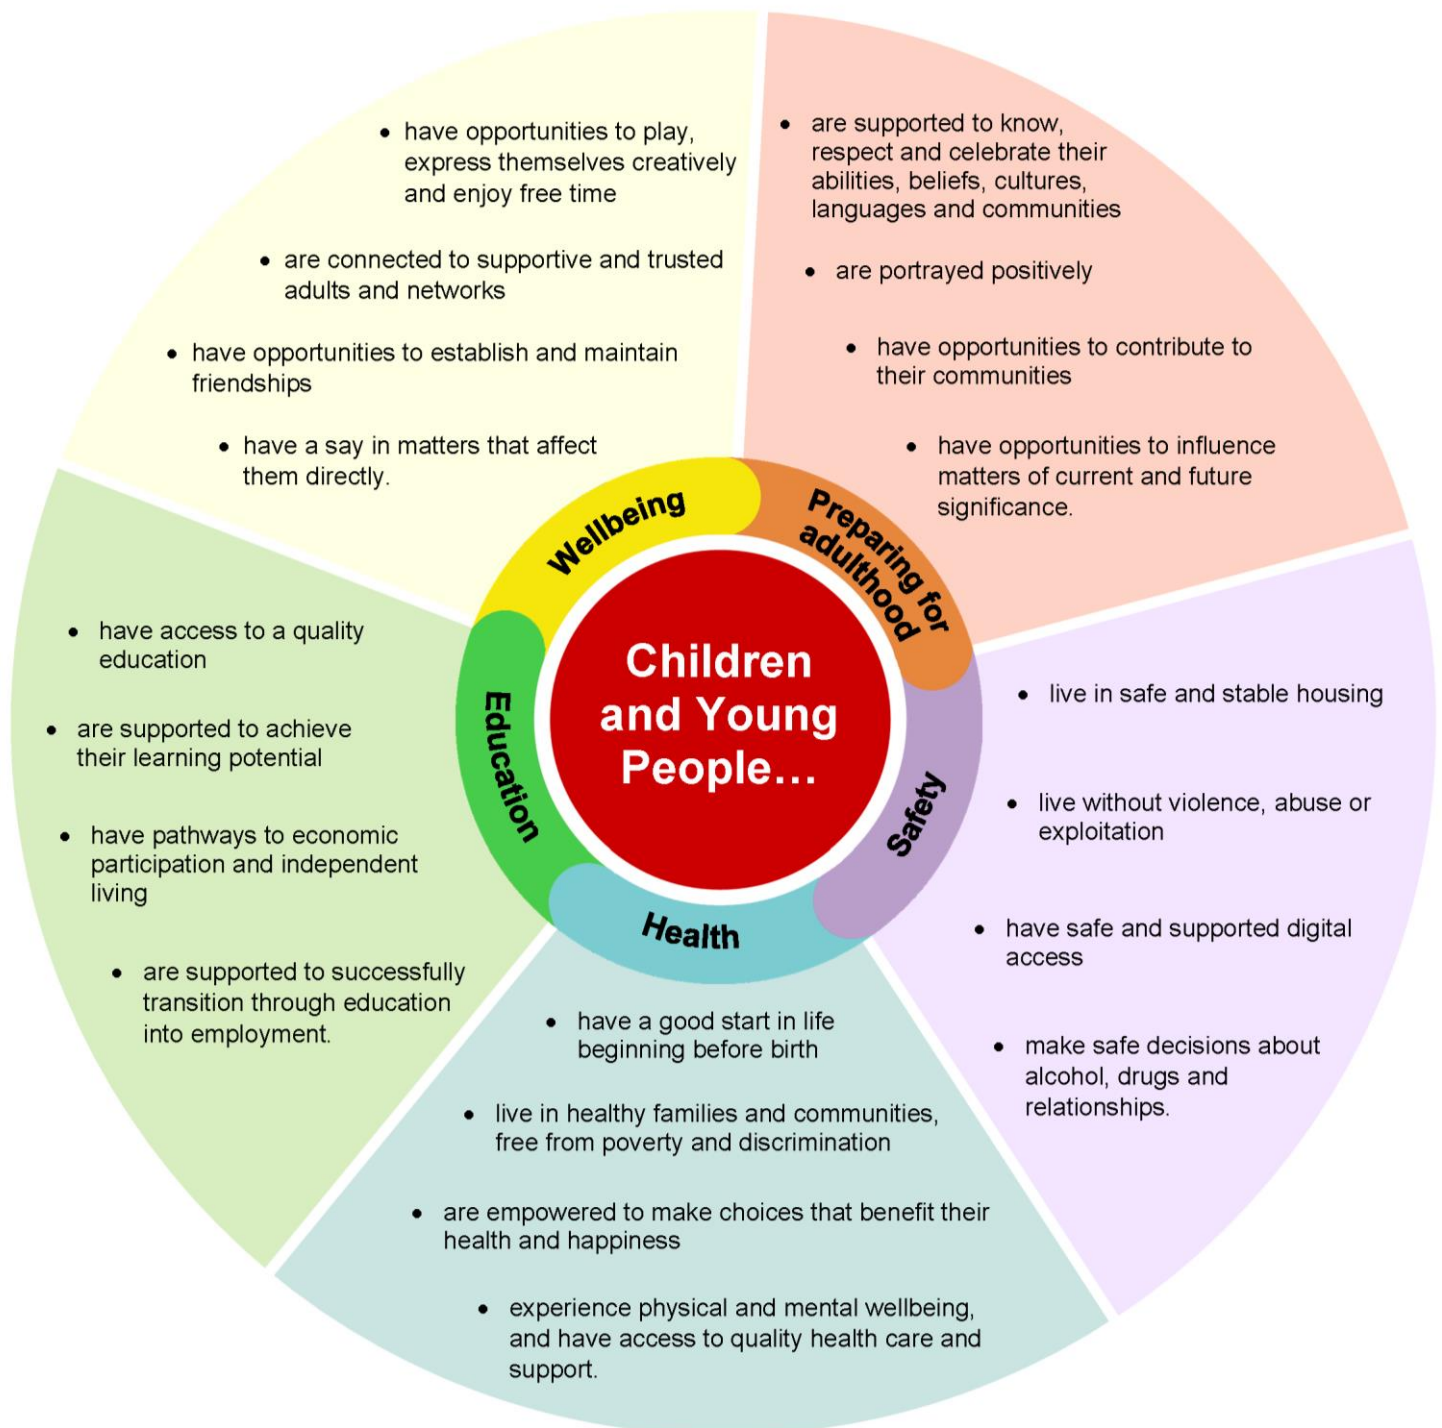 Children
and Young
People...
Wellbeing
• have opportunities to play,
express themselves creatively
and enjoy free time
• are connected to supportive and trusted
adults and networks
• have opportunities to establish and maintain
friendships
• have a say in matters that affect
them directly.
Preparing for
adulthood
• are supported to know,
respect and celebrate their
abilities, beliefs, cultures,
languages and communities
• are portrayed positively
• have opportunities to contribute to
their communities
• have opportunities to influence
matters of current and future
significance.
Safety
• live in safe and stable housing
• live without violence, abuse or
exploitation
• have safe and supported digital
access
• make safe decisions about
alcohol, drugs and
relationships.
Health
• have a good start in life
beginning before birth
• live in healthy families and communities,
free from poverty and discrimination
• are empowered to make choices that benefit their
health and happiness
• experience physical and mental wellbeing,
and have access to quality health care and
support.
Education
• have access to a quality
education
• are supported to achieve
their learning potential
• have pathways to economic
participation and independent
living
• are supported to successfully
transition through education
into employment.